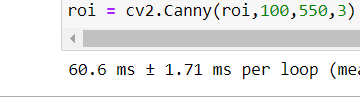 roi = cv2.Canny(roi,100,550,3)
60.6 ms ± 1.71 ms per loop (mea